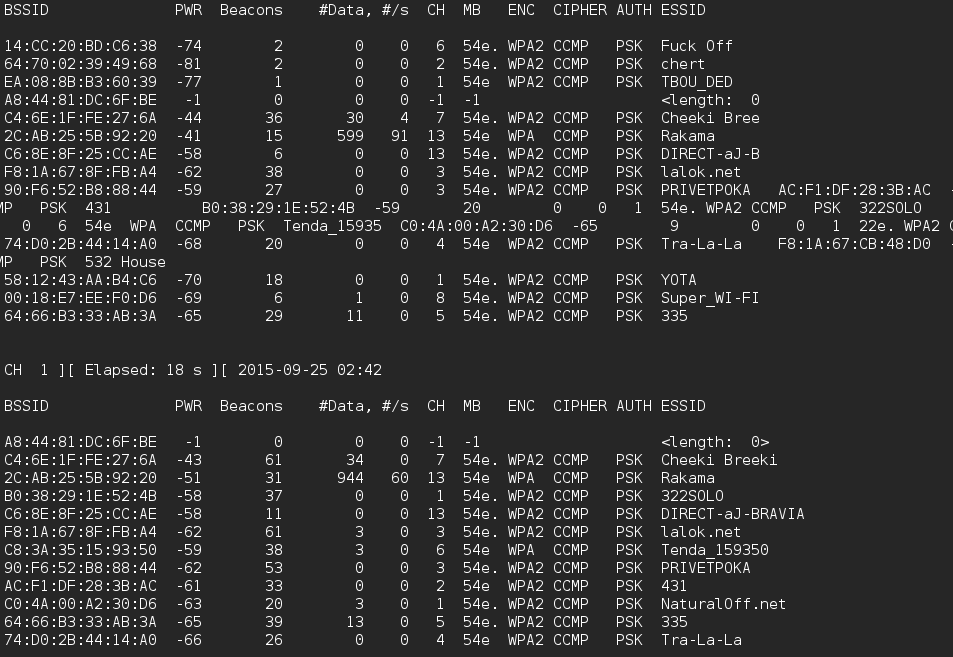 BSSID PWR Beacons #Data, #/s CH MB ENC CIPHER AUTH ESSID
14:CC:20:BD:C6:38 -74 2 0 0 6 54e. WPA2 CCMP PSK Fuck Off
64:70:02:39:49:68 -81 2 0 0 2 54e. WPA2 CCMP PSK chert
EA:08:8B:B3:60:39 -77 1 0 0 1 54e WPA2 CCMP PSK TBOU_DED
A8:44:81:DC:6F:BE -1 0 0 0 -1 -1 <length: 0
C4:6E:1F:FE:27:6A -44 36 30 4 7 54e. WPA2 CCMP PSK Cheeki Bree
2C:AB:25:5B:92:20 -41 15 599 91 13 54e WPA CCMP PSK Rakama
C6:8E:8F:25:CC:AE -58 6 0 0 13 54e. WPA2 CCMP PSK DIRECT-aJ-B
F8:1A:67:8F:FB:A4 -62 38 0 0 3 54e. WPA2 CCMP PSK lalok.net
90:F6:52:B8:88:44 -59 27 0 0 3 54e. WPA2 CCMP PSK PRIVETPOKA AC:F1:DF:28:3B:AC -
MP PSK 431 B0:38:29:1E:52:4B -59 20 0 0 1 54e. WPA2 CCMP PSK 322SOLO
0 6 54e WPA CCMP PSK Tenda_15935 C0:4A:00:A2:30:D6 -65 9 0 0 1 22e. WPA2 C
74:D0:2B:44:14:A0 -68 20 0 0 4 54e WPA2 CCMP PSK Tra-La-La F8:1A:67:CB:48:D0 -
MP PSK 532 House
58:12:43:AA:B4:C6 -70 18 0 0 1 54e WPA2 CCMP PSK YOTA
00:18:E7:EE:F0:D6 -69 6 1 0 8 54e WPA2 CCMP PSK Super_WI-FI
64:66:B3:33:AB:3A -65 29 11 0 5 54e. WPA2 CCMP PSK 335
CH 1 ][ Elapsed: 18 s ][ 2015-09-25 02:42
BSSID PWR Beacons #Data, #/s CH MB ENC CIPHER AUTH ESSID
A8:44:81:DC:6F:BE -1 0 0 0 -1 -1 <length: 0>
C4:6E:1F:FE:27:6A -43 61 34 0 7 54e. WPA2 CCMP PSK Cheeki Breeki
2C:AB:25:5B:92:20 -51 31 944 60 13 54e WPA CCMP PSK Rakama
B0:38:29:1E:52:4B -58 37 0 0 1 54e. WPA2 CCMP PSK 322SOLO
C6:8E:8F:25:CC:AE -58 11 0 0 13 54e. WPA2 CCMP PSK DIRECT-aJ-BRAVIA
F8:1A:67:8F:FB:A4 -62 61 3 0 3 54e. WPA2 CCMP PSK lalok.net
C8:3A:35:15:93:50 -59 38 3 0 6 54e WPA CCMP PSK Tenda_159350
90:F6:52:B8:88:44 -62 53 0 0 3 54e. WPA2 CCMP PSK PRIVETPOKA
AC:F1:DF:28:3B:AC -61 33 0 0 2 54e WPA2 CCMP PSK 431
C0:4A:00:A2:30:D6 -63 20 3 0 1 54e. WPA2 CCMP PSK NaturalOff.net
64:66:B3:33:AB:3A -65 39 13 0 5 54e. WPA2 CCMP PSK 335
74:D0:2B:44:14:A0 -66 26 0 0 4 54e WPA2 CCMP PSK Tra-La-La